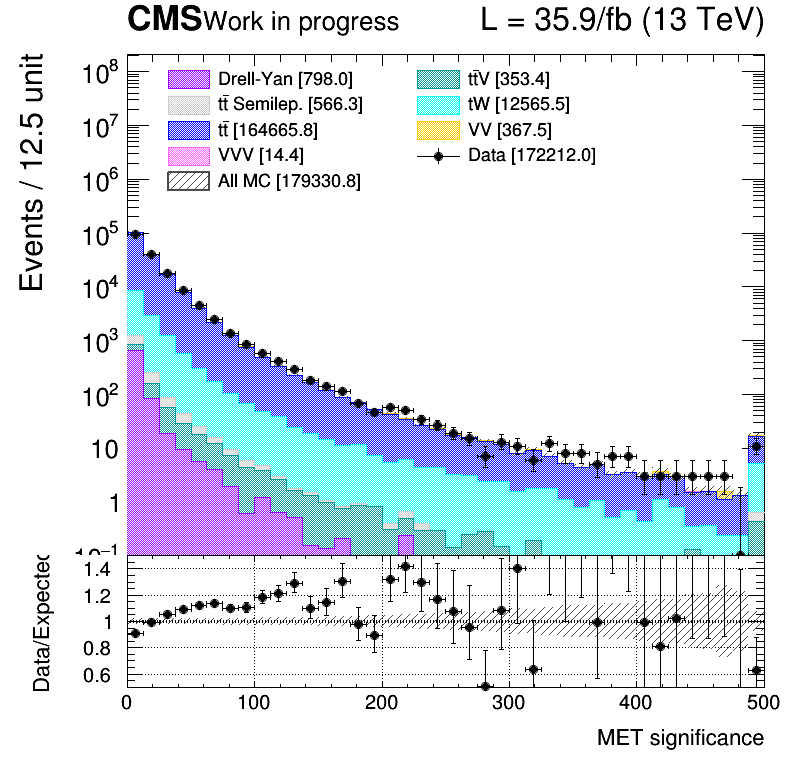 CMS Work in progress L = 35.9/fb (13 TeV)
Events / 12.5 unit
Drell-Yan [798.0] tt̄V [353.4]
tt̄ Semilep. [566.3] tW [12565.5]
tt̄ [164665.8] VV [367.5]
VVV [14.4] Data [172212.0]
All MC [179330.8]
10⁸
10⁷
10⁶
10⁵
10⁴
10³
10²
10
1
10⁻¹
Data/Expected
1.4
1.2
1
0.8
0.6
0 100 200 300 400 500
MET significance